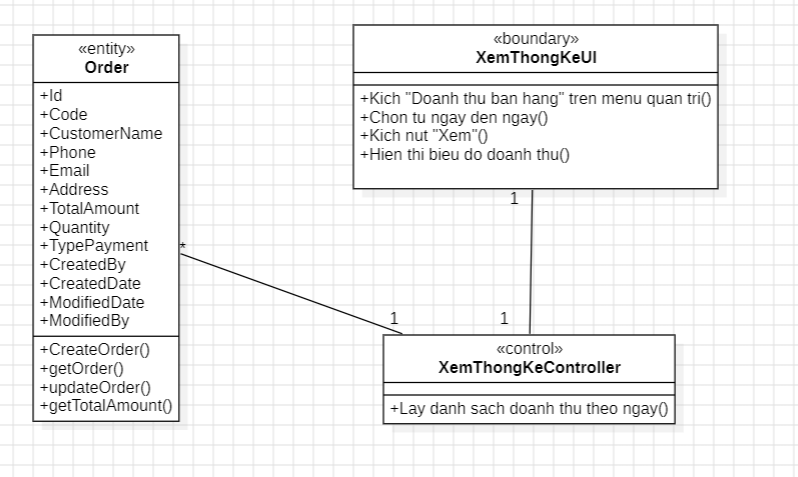 «entity»
Order
+Id
+Code
+CustomerName
+Phone
+Email
+Address
+TotalAmount
+Quantity
+TypePayment
+CreatedBy
+CreatedDate
+ModifiedDate
+ModifiedBy
+CreateOrder()
+getOrder()
+updateOrder()
+getTotalAmount()
«boundary»
XemThongKeUI
+Kich "Doanh thu ban hang" tren menu quan tri()
+Chon tu ngay den ngay()
+Kich nut "Xem"()
+Hien thi bieu do doanh thu()
1
*
1
1
«control»
XemThongKeController
+Lay danh sach doanh thu theo ngay()